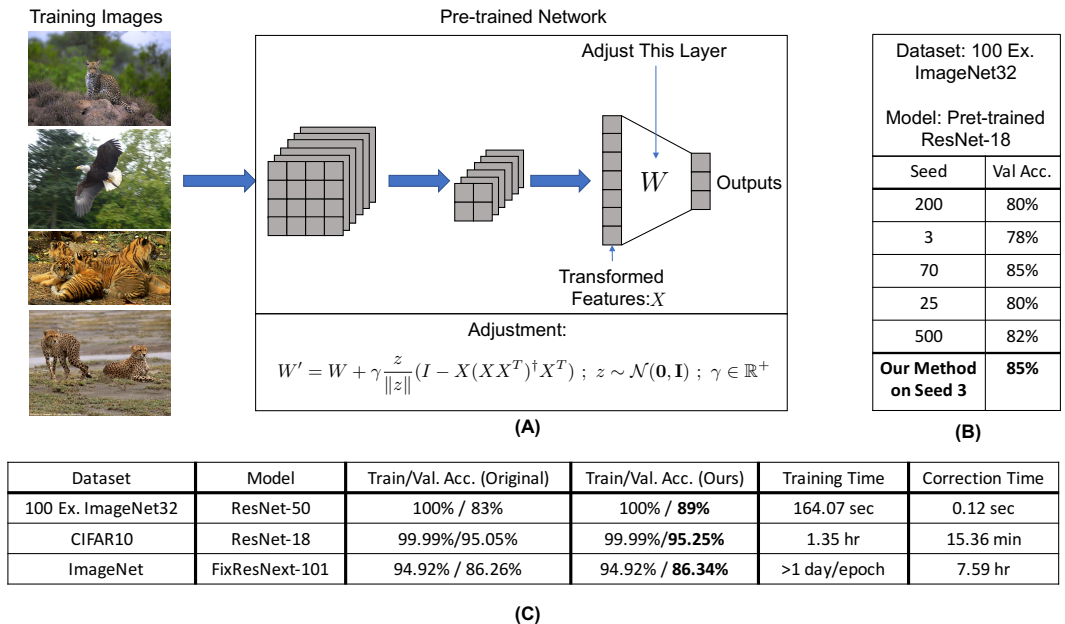 Training Images
Pre-trained Network
Adjust This Layer
W
Outputs
Transformed
Features:X
Adjustment:
W′ = W + γ z/‖z‖ (I − X(XXᵀ)†Xᵀ) ; z ∼ 𝒩(𝟎, 𝐈) ; γ ∈ ℝ⁺
(A)
Dataset: 100 Ex.
ImageNet32
Model: Pret-trained
ResNet-18
Seed Val Acc.
200 80%
3 78%
70 85%
25 80%
500 82%
Our Method 85%
on Seed 3
(B)
Dataset Model Train/Val. Acc. (Original) Train/Val. Acc. (Ours) Training Time Correction Time
100 Ex. ImageNet32 ResNet-50 100% / 83% 100% / 89% 164.07 sec 0.12 sec
CIFAR10 ResNet-18 99.99%/95.05% 99.99%/95.25% 1.35 hr 15.36 min
ImageNet FixResNext-101 94.92% / 86.26% 94.92% / 86.34% >1 day/epoch 7.59 hr
(C)